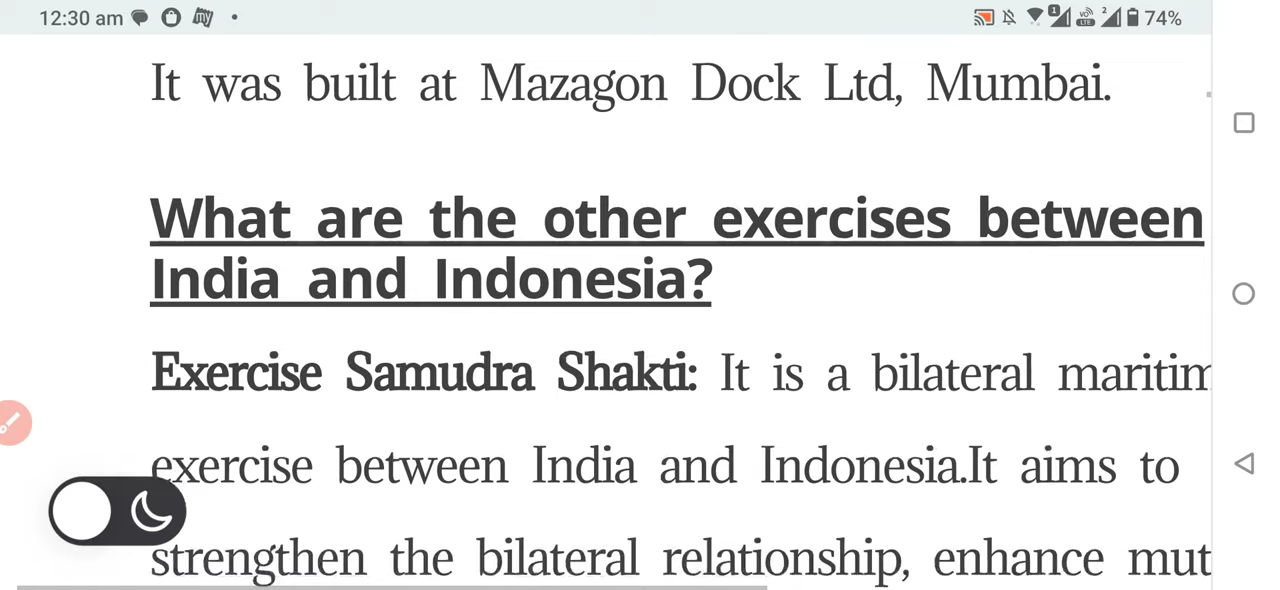 12:30 am 74%
It was built at Mazagon Dock Ltd, Mumbai.
What are the other exercises between
India and Indonesia?
Exercise Samudra Shakti: It is a bilateral maritim
exercise between India and Indonesia.It aims to
strengthen the bilateral relationship, enhance mut